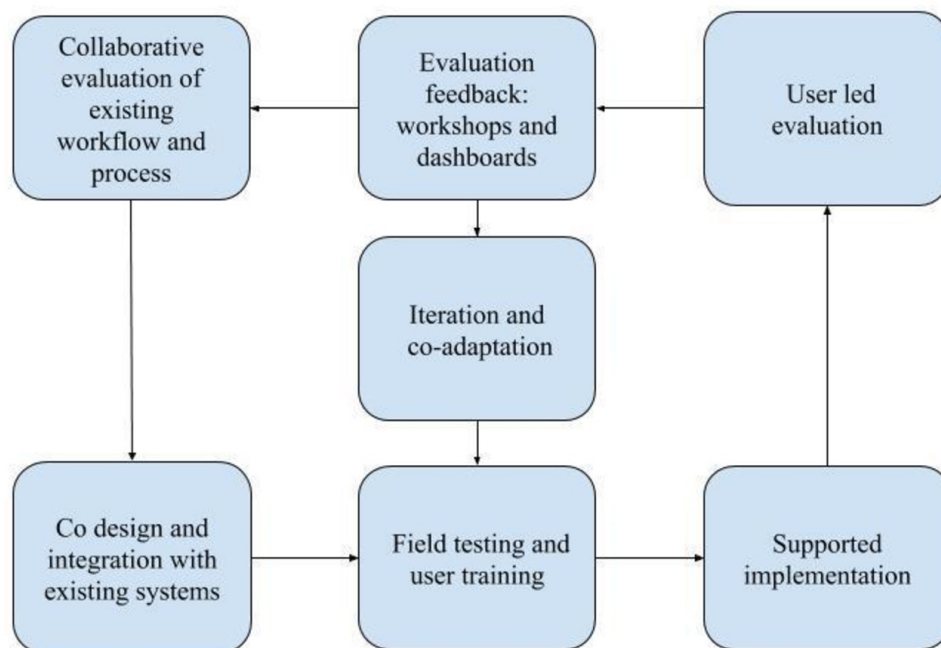 Collaborative
evaluation of
existing
workflow and
process
Evaluation
feedback:
workshops and
dashboards
User led
evaluation
Iteration and
co-adaptation
Co design and
integration with
existing systems
Field testing and
user training
Supported
implementation